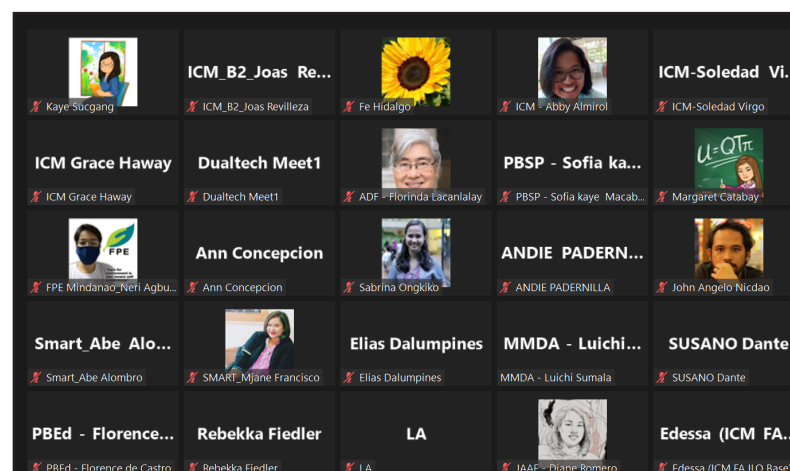 Kaye Sucgang
ICM_B2_Joas Re...
ICM_B2_Joas Revilleza
Fe Hidalgo
ICM - Abby Almirol
ICM-Soledad Vi...
ICM-Soledad Virgo
ICM Grace Haway
ICM Grace Haway
Dualtech Meet1
Dualtech Meet1
ADF - Florinda Lacanlalay
PBSP - Sofia ka...
PBSP - Sofia kaye Macab...
u=QTπ
Margaret Catabay
FPE
FPE Mindanao_Neri Agbu...
Ann Concepcion
Ann Concepcion
Sabrina Ongkiko
ANDIE PADERN...
ANDIE PADERNILLA
John Angelo Nicdao
Smart_Abe Alo...
Smart_Abe Alombro
SMART_Mjane Francisco
Elias Dalumpines
Elias Dalumpines
MMDA - Luichi...
MMDA - Luichi Sumala
SUSANO Dante
SUSANO Dante
PBEd - Florence...
PBEd - Florence de Castro
Rebekka Fiedler
Rebekka Fiedler
LA
LA
JAAF - Diane Romero
Edessa (ICM FA...
Edessa (ICM FA ILO Base